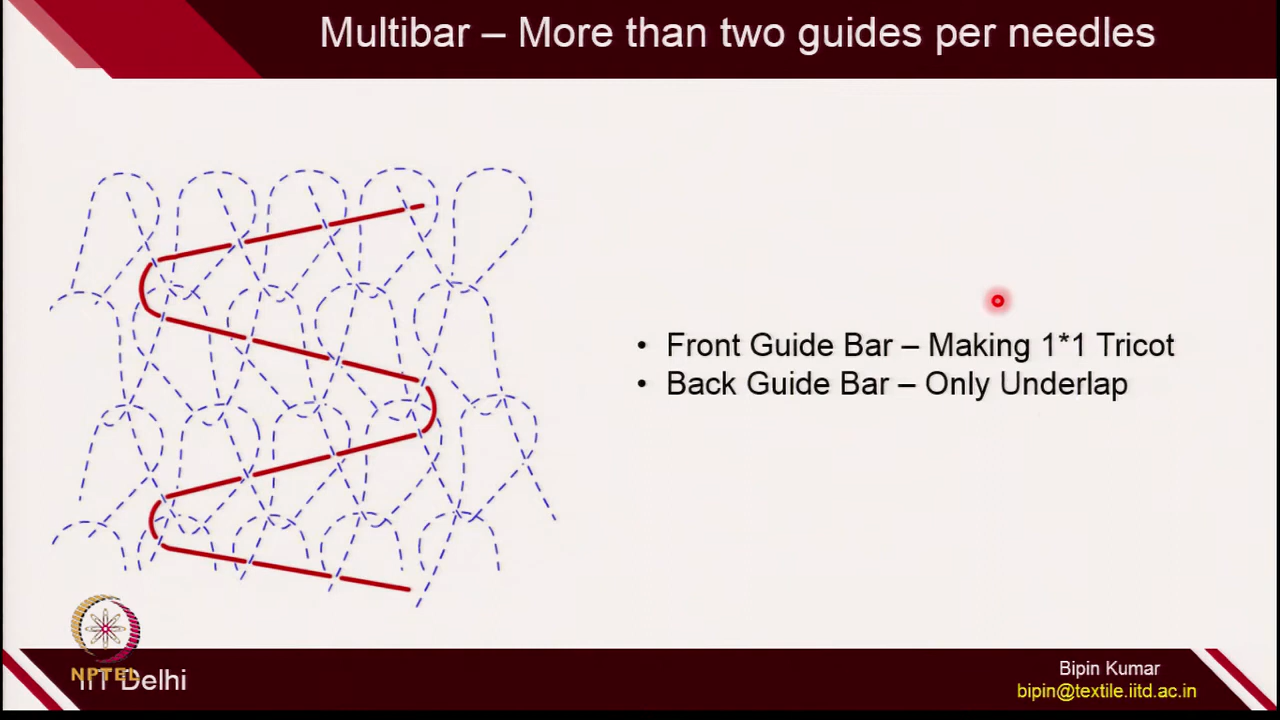 Multibar – More than two guides per needles
• Front Guide Bar – Making 1*1 Tricot
• Back Guide Bar – Only Underlap
NPTEL
IIT Delhi
Bipin Kumar
bipin@textile.iitd.ac.in